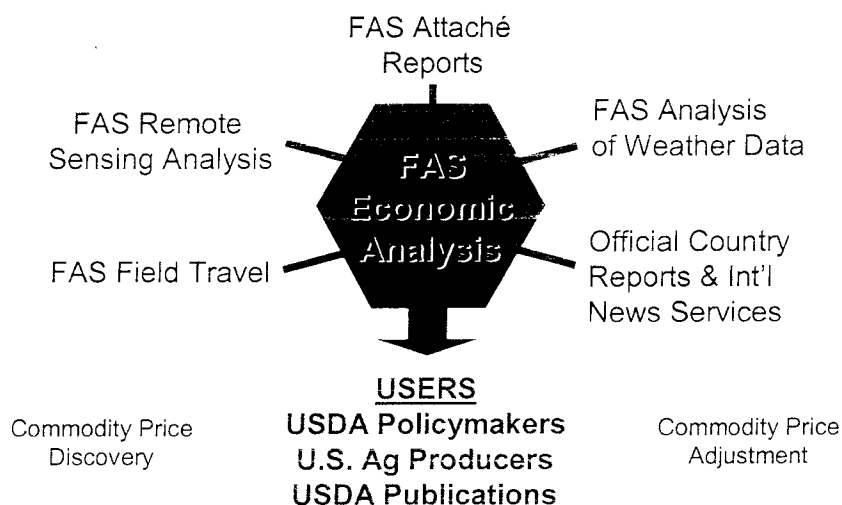 FAS Attaché
Reports
FAS Remote
Sensing Analysis
FAS Analysis
of Weather Data
FAS
Economic
Analysis
FAS Field Travel
Official Country
Reports & Int'l
News Services
USERS
USDA Policymakers
U.S. Ag Producers
USDA Publications
Commodity Price
Discovery
Commodity Price
Adjustment